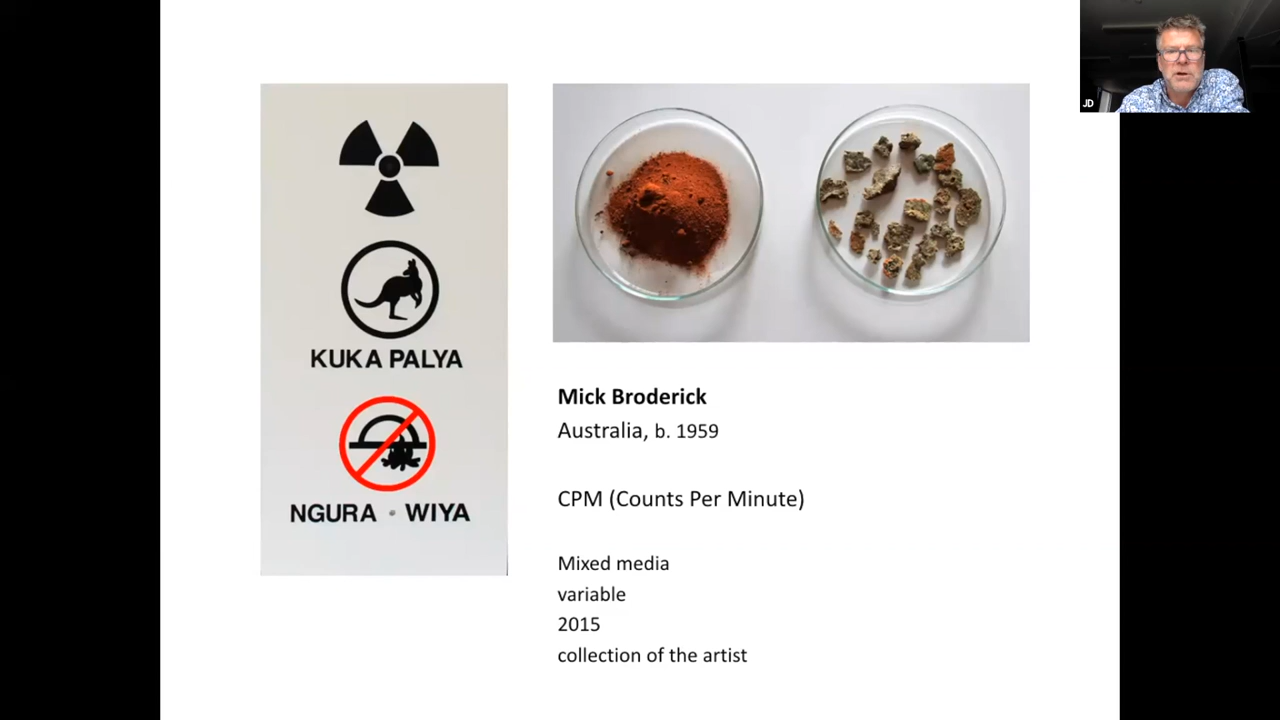 JD
KUKA PALYA
NGURA • WIYA
Mick Broderick
Australia, b. 1959
CPM (Counts Per Minute)
Mixed media
variable
2015
collection of the artist